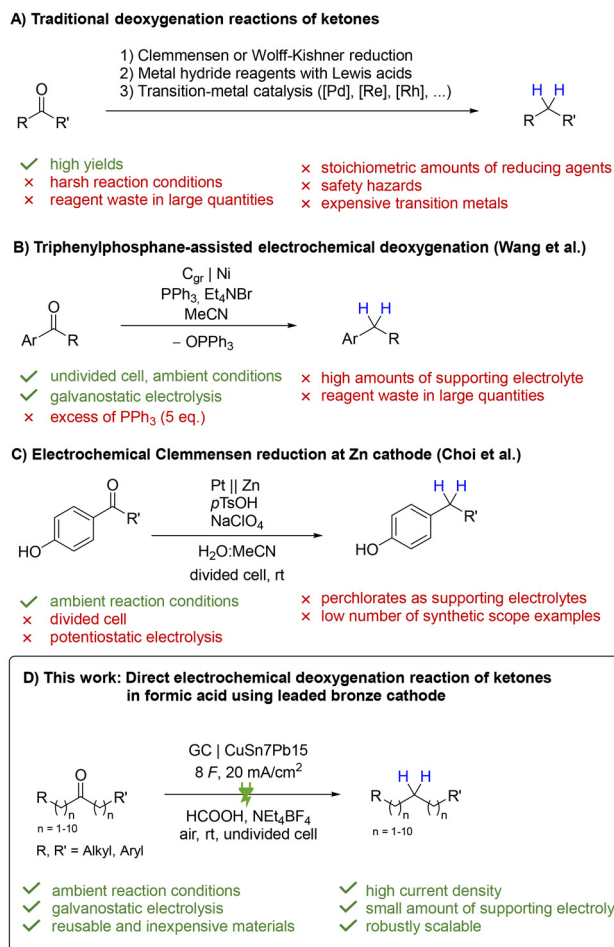 A) Traditional deoxygenation reactions of ketones
1) Clemmensen or Wolff-Kishner reduction
2) Metal hydride reagents with Lewis acids
3) Transition-metal catalysis ([Pd], [Re], [Rh], ...)
O
R R'
H H
R R'
✓ high yields
× harsh reaction conditions
× reagent waste in large quantities
× stoichiometric amounts of reducing agents
× safety hazards
× expensive transition metals
B) Triphenylphosphane-assisted electrochemical deoxygenation (Wang et al.)
Cgr | Ni
PPh3, Et4NBr
MeCN
− OPPh3
O
Ar R
H H
Ar R
✓ undivided cell, ambient conditions
✓ galvanostatic electrolysis
× excess of PPh3 (5 eq.)
× high amounts of supporting electrolyte
× reagent waste in large quantities
C) Electrochemical Clemmensen reduction at Zn cathode (Choi et al.)
Pt || Zn
pTsOH
NaClO4
H2O:MeCN
divided cell, rt
O
R'
HO
H H
R'
HO
✓ ambient reaction conditions
× divided cell
× potentiostatic electrolysis
× perchlorates as supporting electrolytes
× low number of synthetic scope examples
D) This work: Direct electrochemical deoxygenation reaction of ketones
in formic acid using leaded bronze cathode
GC | CuSn7Pb15
8 F, 20 mA/cm2
HCOOH, NEt4BF4
air, rt, undivided cell
O
R R'
n n
n = 1-10
R, R' = Alkyl, Aryl
H H
R R'
n n
n = 1-10
✓ ambient reaction conditions
✓ galvanostatic electrolysis
✓ reusable and inexpensive materials
✓ high current density
✓ small amount of supporting electroly
✓ robustly scalable